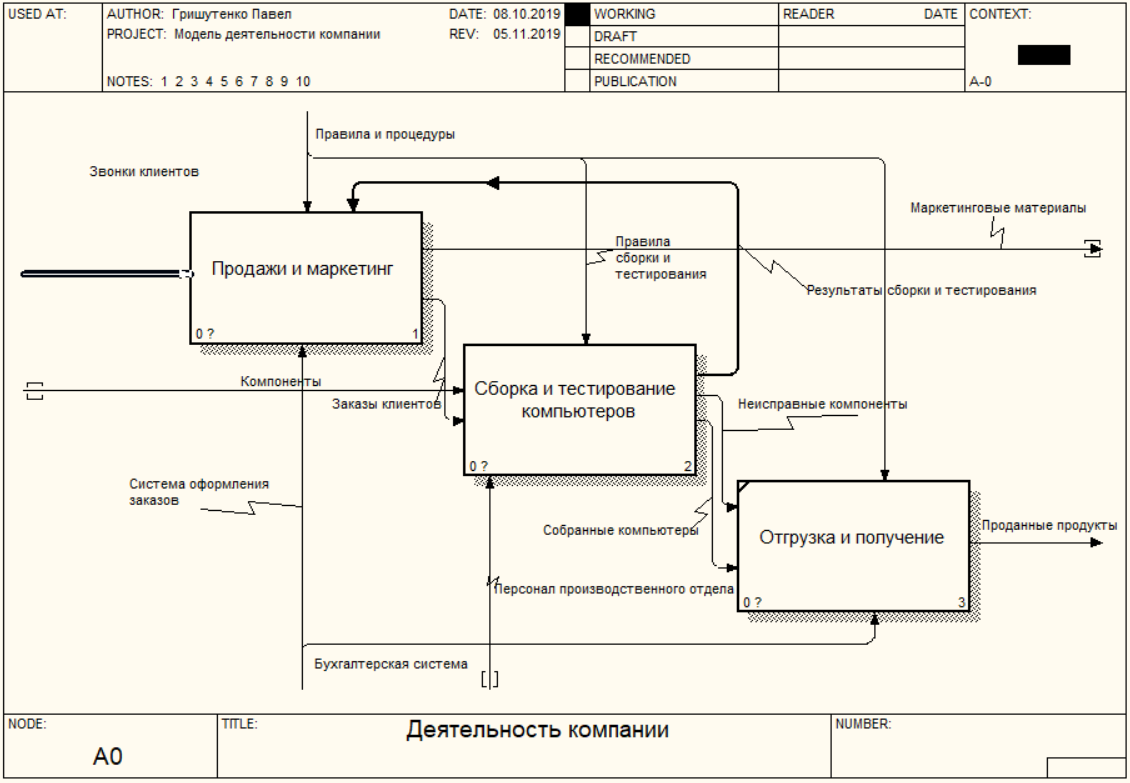 USED AT:
AUTHOR: Гришутенко Павел
DATE: 08.10.2019
REV: 05.11.2019
PROJECT: Модель деятельности компании
NOTES: 1 2 3 4 5 6 7 8 9 10
WORKING
DRAFT
RECOMMENDED
PUBLICATION
READER
DATE
CONTEXT:
A-0
Правила и процедуры
Звонки клиентов
Маркетинговые материалы
Продажи и маркетинг
0 ?
1
Правила
сборки и
тестирования
Результаты сборки и тестирования
Компоненты
Заказы клиентов
Сборка и тестирование
компьютеров
0 ?
2
Неисправные компоненты
Система оформления
заказов
Собранные компьютеры
Отгрузка и получение
0 ?
3
Проданные продукты
Персонал производственного отдела
Бухгалтерская система
NODE:
A0
TITLE:
Деятельность компании
NUMBER: